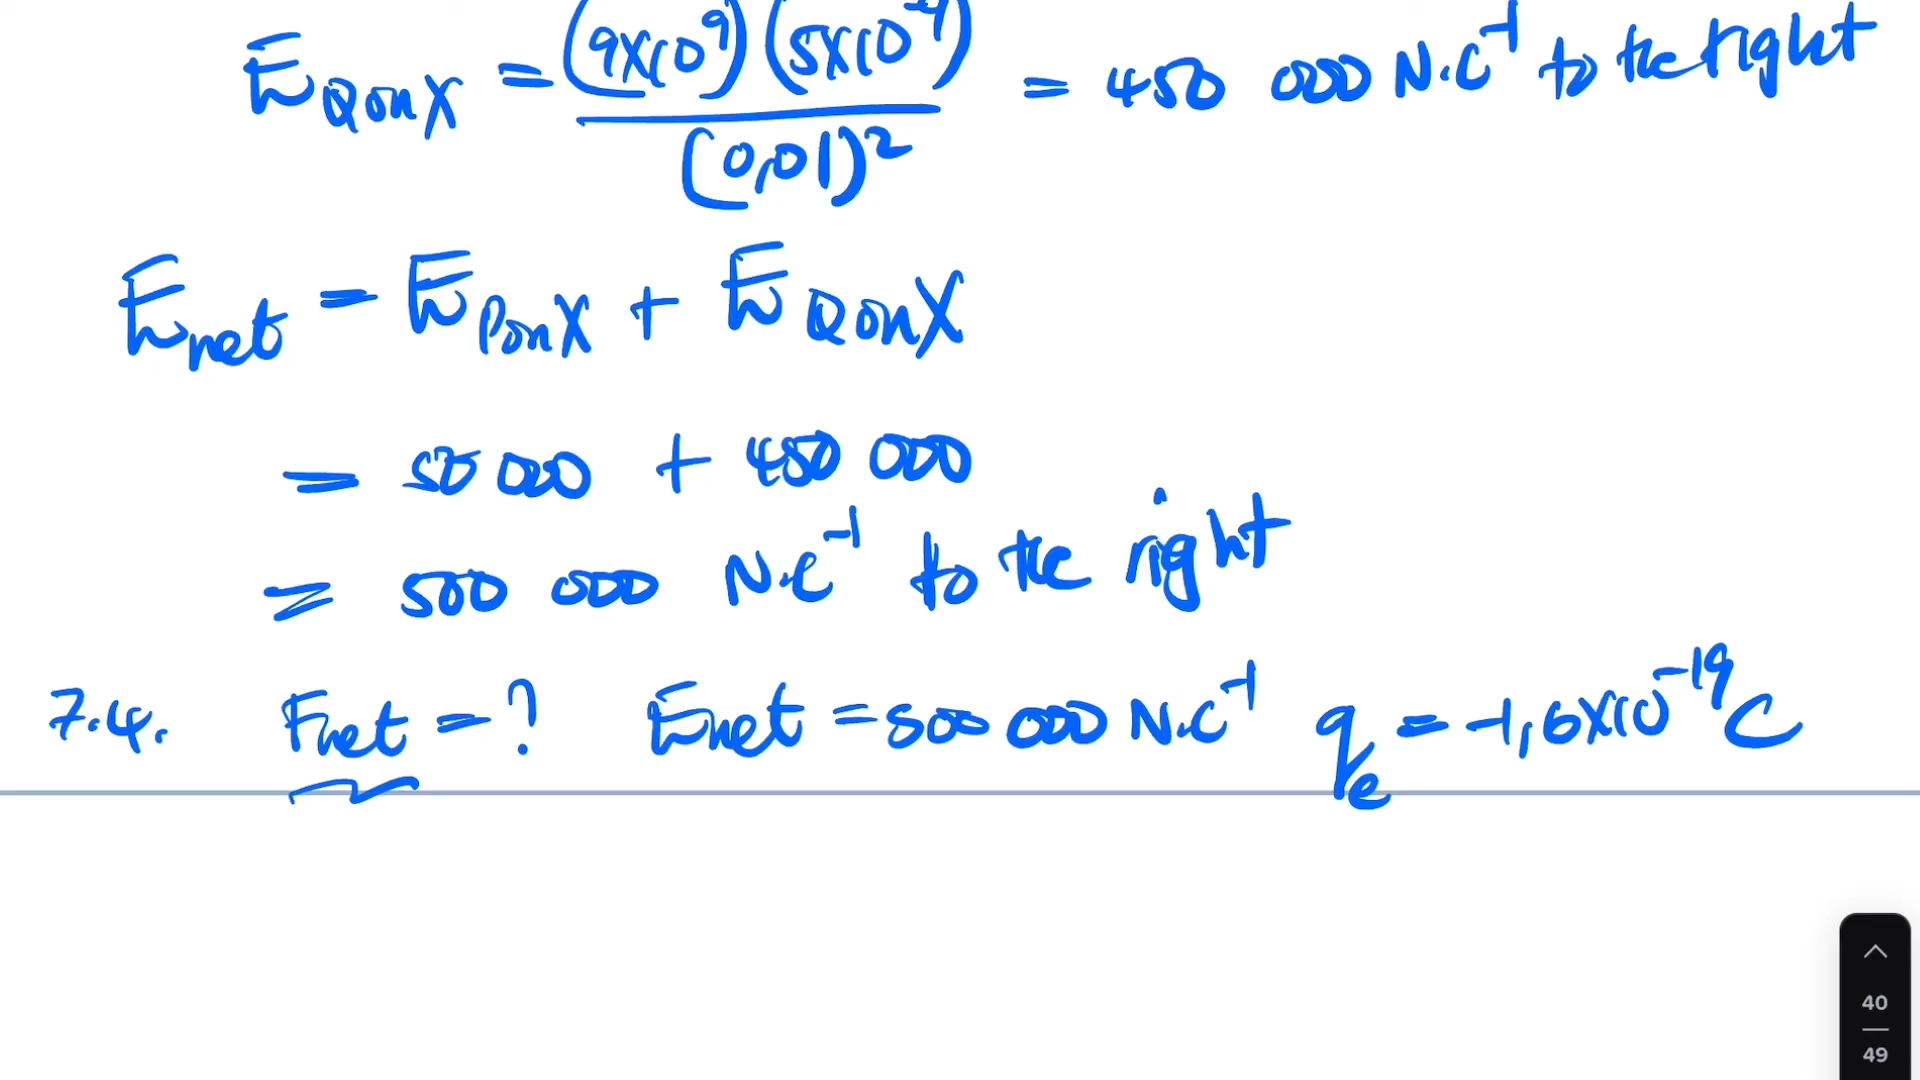 E_Q on X = (9×10^9)(5×10^-9) / (0,01)^2 = 450 000 N.C^-1 to the right
E_net = E_P on X + E_Q on X
= 50 000 + 450 000
= 500 000 N.C^-1 to the right
7.4. F_net = ? E_net = 500 000 N.C^-1 q_e = -1,6×10^-19 C
40
49